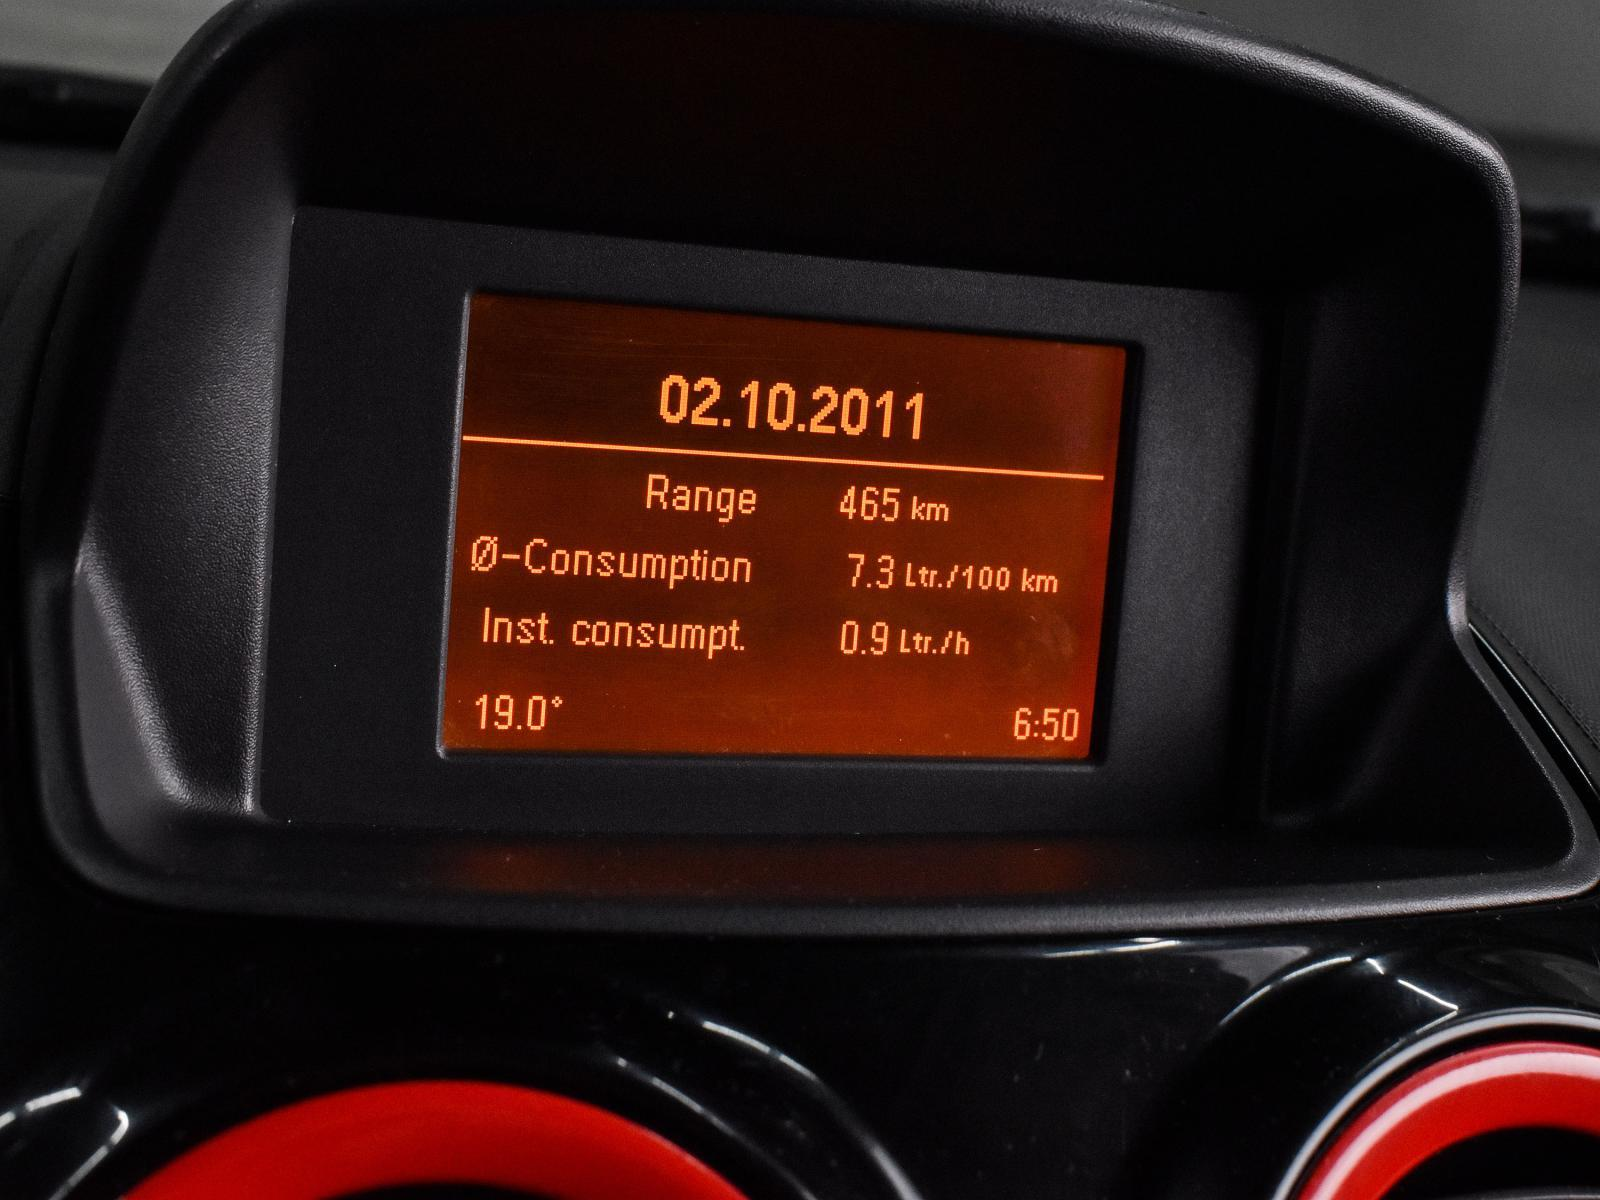 02.10.2011
Range 465 km
Ø-Consumption 7.3 Ltr./100 km
Inst. consumpt. 0.9 Ltr./h
19.0° 6:50